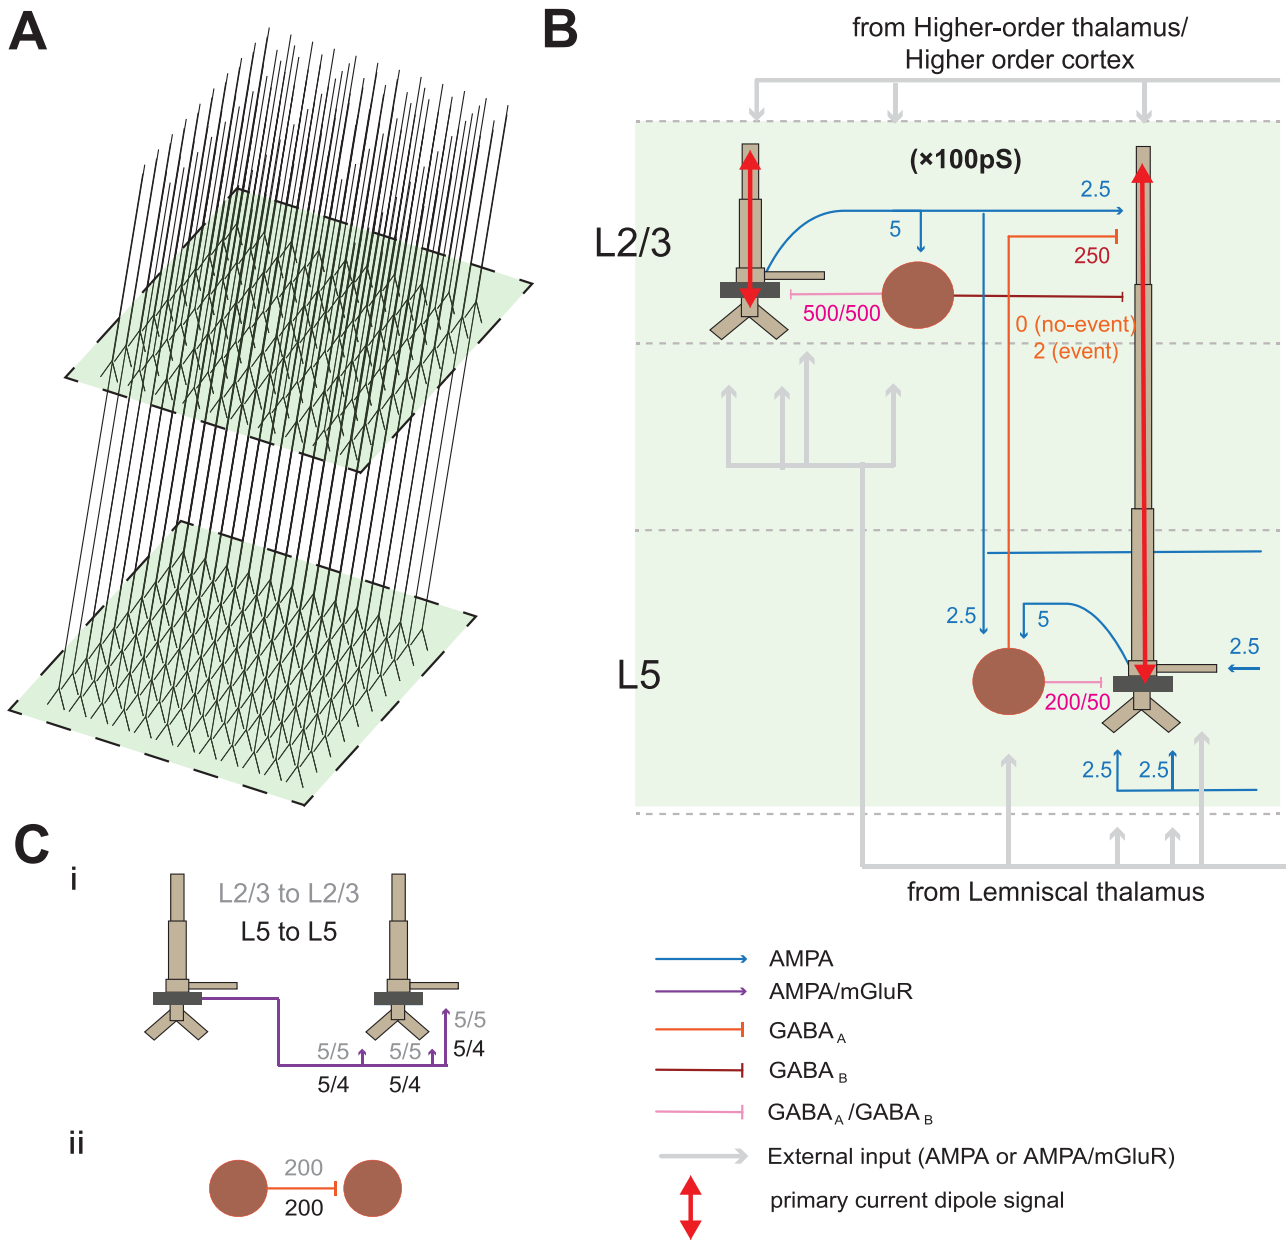 A
B
from Higher-order thalamus/
Higher order cortex
(×100pS)
2.5
5
L2/3
250
500/500
0 (no-event)
2 (event)
2.5
5
2.5
L5
200/50
2.5
2.5
from Lemniscal thalamus
C
i
L2/3 to L2/3
L5 to L5
5/5
5/4
5/5
5/5
5/4
5/4
ii
200
200
AMPA
AMPA/mGluR
GABA A
GABA B
GABA A /GABA B
External input (AMPA or AMPA/mGluR)
primary current dipole signal